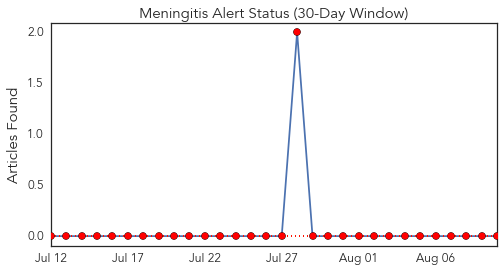 Meningitis Alert Status (30-Day Window)
Articles Found
2.0
1.5
1.0
0.5
0.0
Jul 12 Jul 17 Jul 22 Jul 27 Aug 01 Aug 06